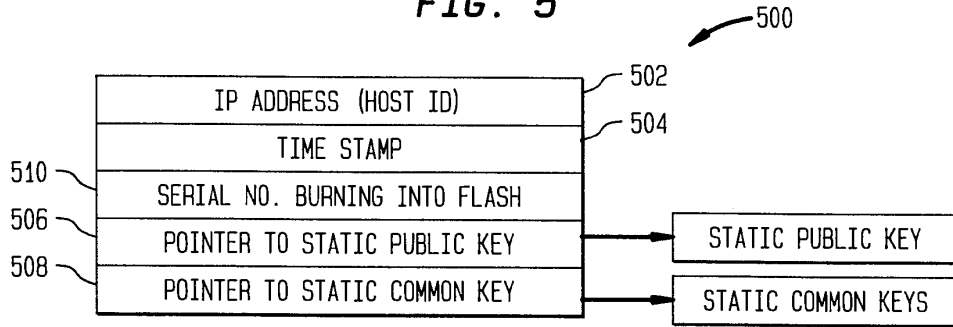 FIG. 5
500
IP ADDRESS (HOST ID)
502
TIME STAMP
504
510
SERIAL NO. BURNING INTO FLASH
506
POINTER TO STATIC PUBLIC KEY
STATIC PUBLIC KEY
508
POINTER TO STATIC COMMON KEY
STATIC COMMON KEYS